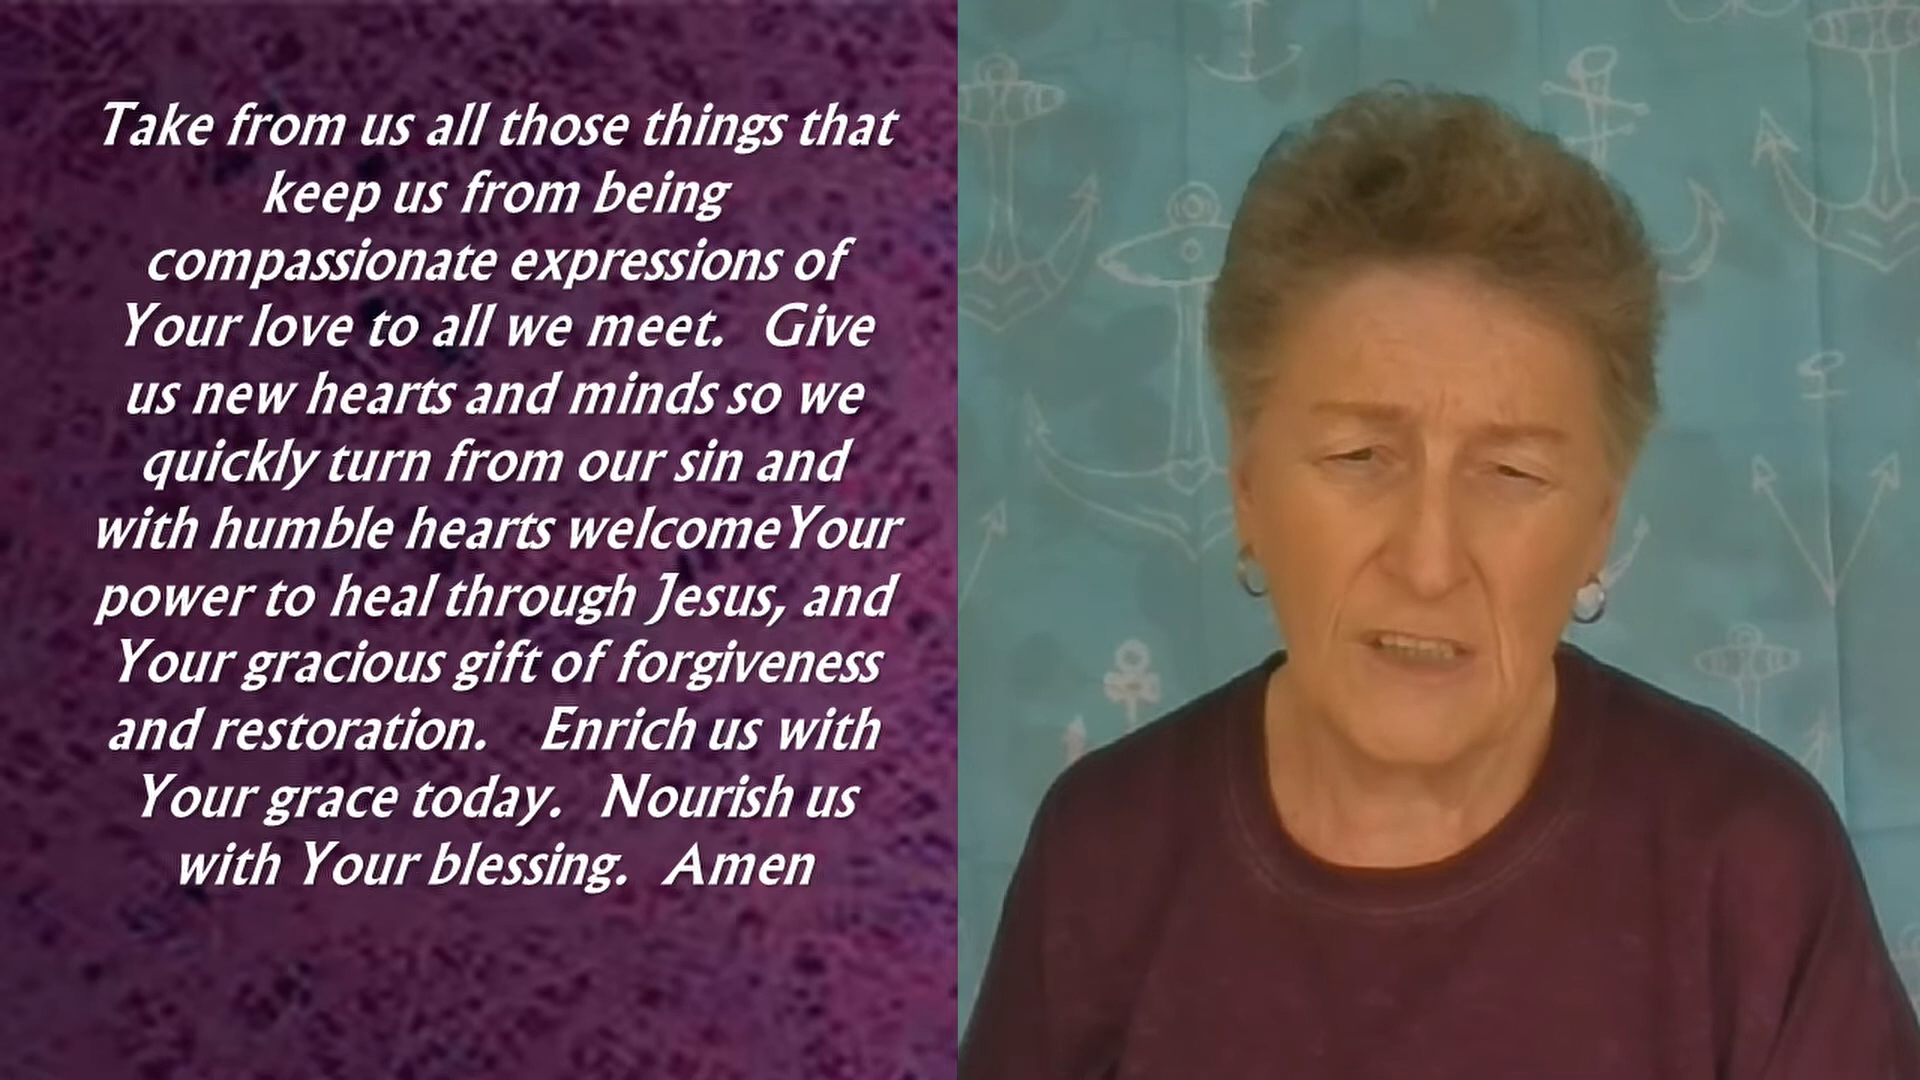 Take from us all those things that
keep us from being
compassionate expressions of
Your love to all we meet. Give
us new hearts and minds so we
quickly turn from our sin and
with humble hearts welcomeYour
power to heal through Jesus, and
Your gracious gift of forgiveness
and restoration. Enrich us with
Your grace today. Nourish us
with Your blessing. Amen